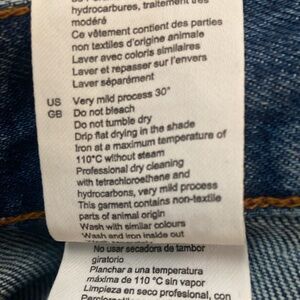 hydrocarbures, traitement très
modéré
Ce vêtement contient des parties
non textiles d'origine animale
Laver avec coloris similaires
Laver et repasser sur l'envers
Laver séparément
US Very mild process 30°
GB Do not bleach
Do not tumble dry
Drip flat drying in the shade
Iron at a maximum temperature of
110°C without steam
Professional dry cleaning
with tetrachloroethene and
hydrocarbons, very mild process
This garment contains non-textile
parts of animal origin
Wash with similar colours
Wash and iron inside out
No usar secadora de tambor
giratorio
Planchar a una temperatura
máxima de 110 °C sin vapor
Limpieza en seco profesional, con